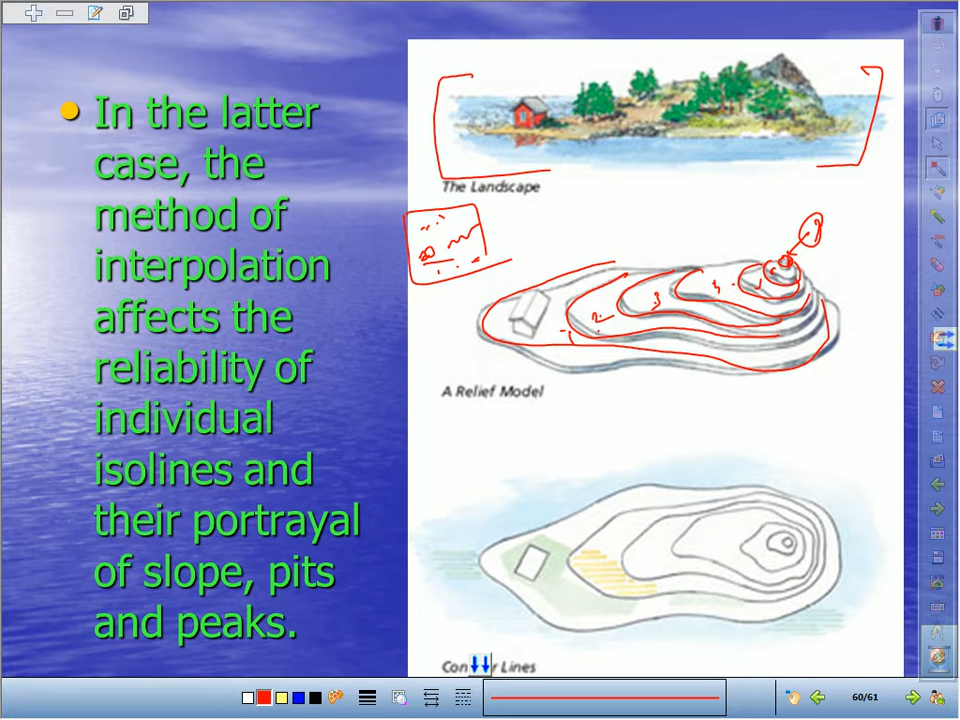 In the latter
case, the
method of
interpolation
affects the
reliability of
individual
isolines and
their portrayal
of slope, pits
and peaks.
The Landscape
A Relief Model
Lines
60/61